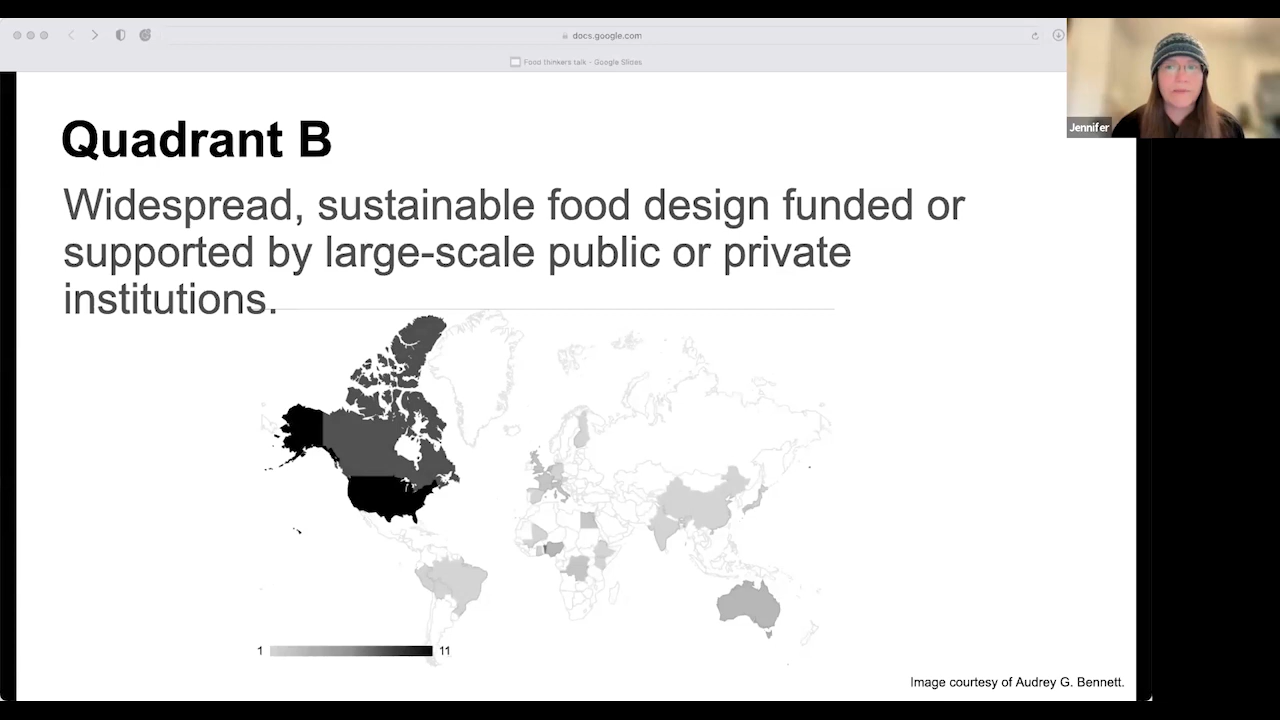 docs.google.com
Food thinkers talk - Google Slides
Jennifer
Quadrant B
Widespread, sustainable food design funded or
supported by large-scale public or private
institutions.
1
11
Image courtesy of Audrey G. Bennett.